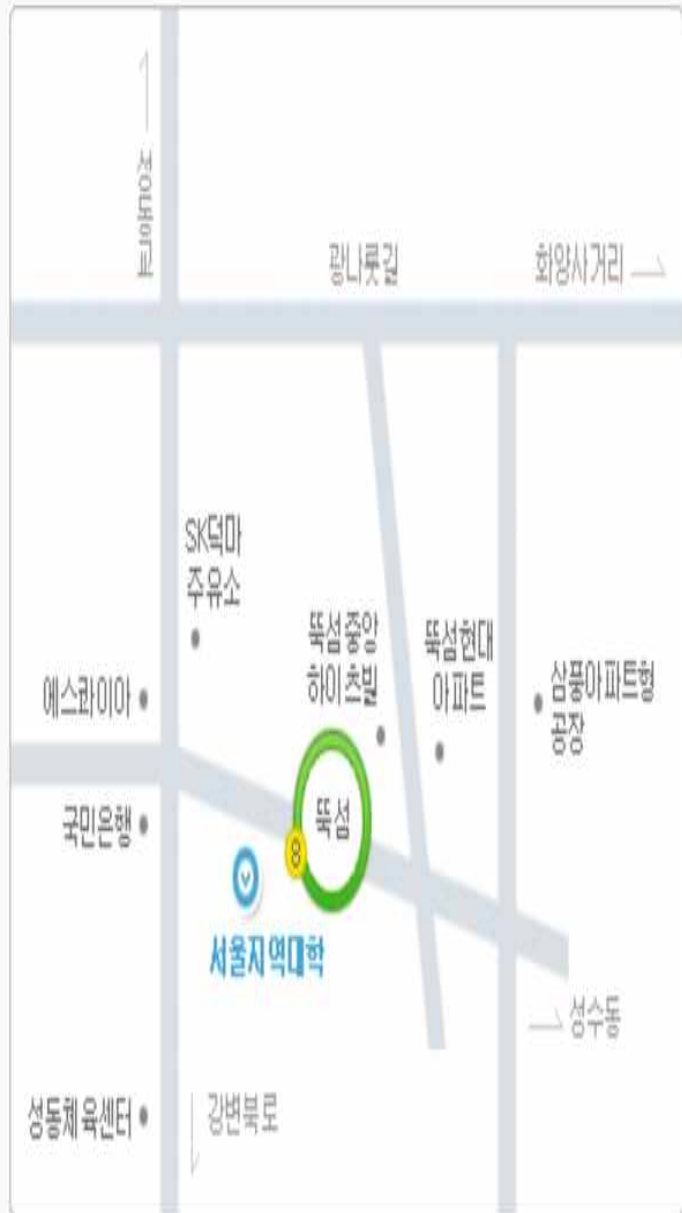 광나룻길
화양사거리
SK덕마
주유소
뚝섬중앙
하이츠빌
뚝섬현대
아파트
삼풍아파트형
공장
에스콰이아
국민은행
뚝섬
8
서울지역대학
성수동
강변북로
성동체육센터